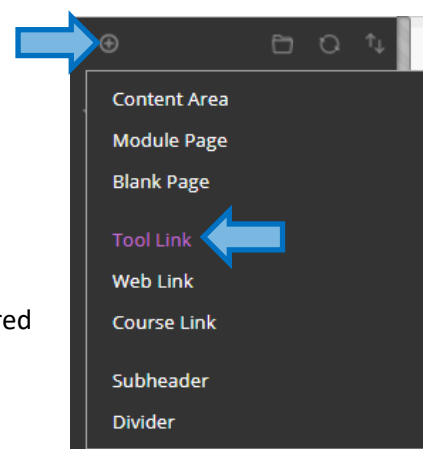 Content Area
Module Page
Blank Page
Tool Link
Web Link
red
Course Link
Subheader
Divider